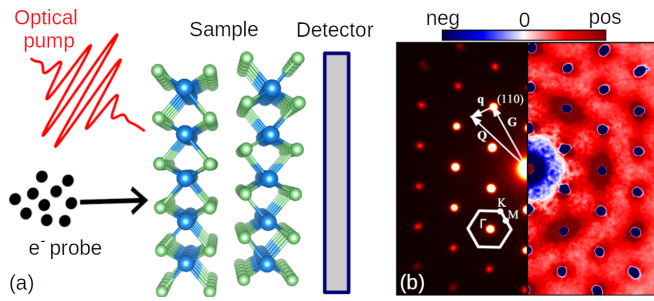 Optical
pump
Sample
Detector
e- probe
(a)
neg
0
pos
q
(110)
G
Q
K
M
Γ
(b)